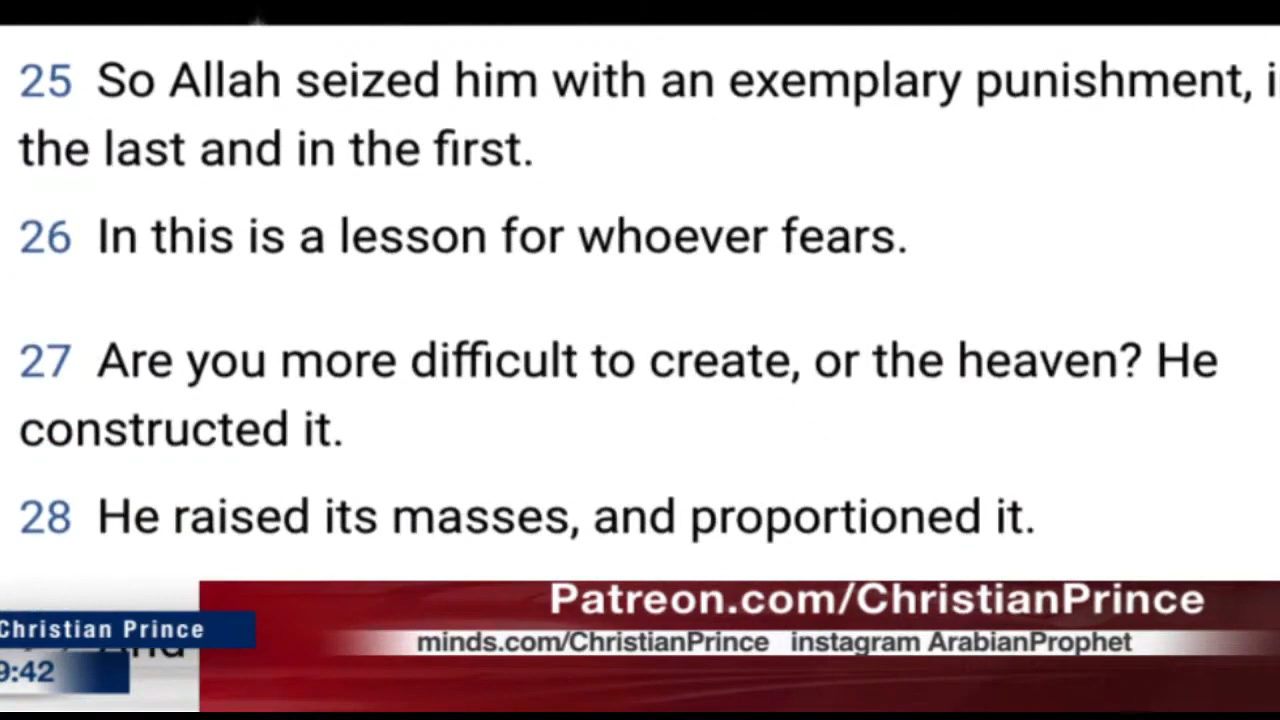 25 So Allah seized him with an exemplary punishment,
the last and in the first.
26 In this is a lesson for whoever fears.
27 Are you more difficult to create, or the heaven? He
constructed it.
28 He raised its masses, and proportioned it.
Patreon.com/ChristianPrince
Christian Prince
minds.com/ChristianPrince instagram ArabianProphet
9:42